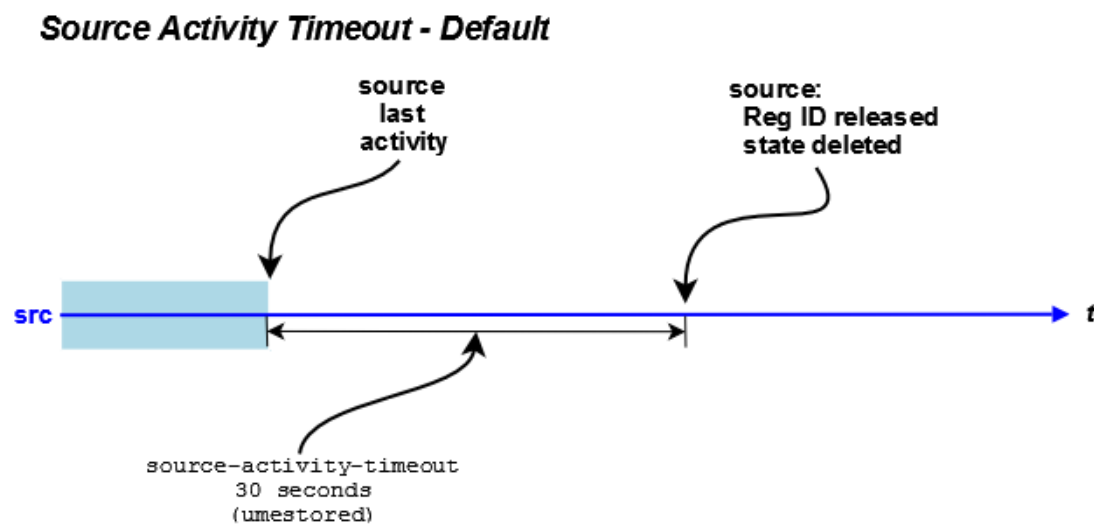 Source Activity Timeout - Default
source
last
activity
source:
Reg ID released
state deleted
src
t
source-activity-timeout
30 seconds
(umestored)